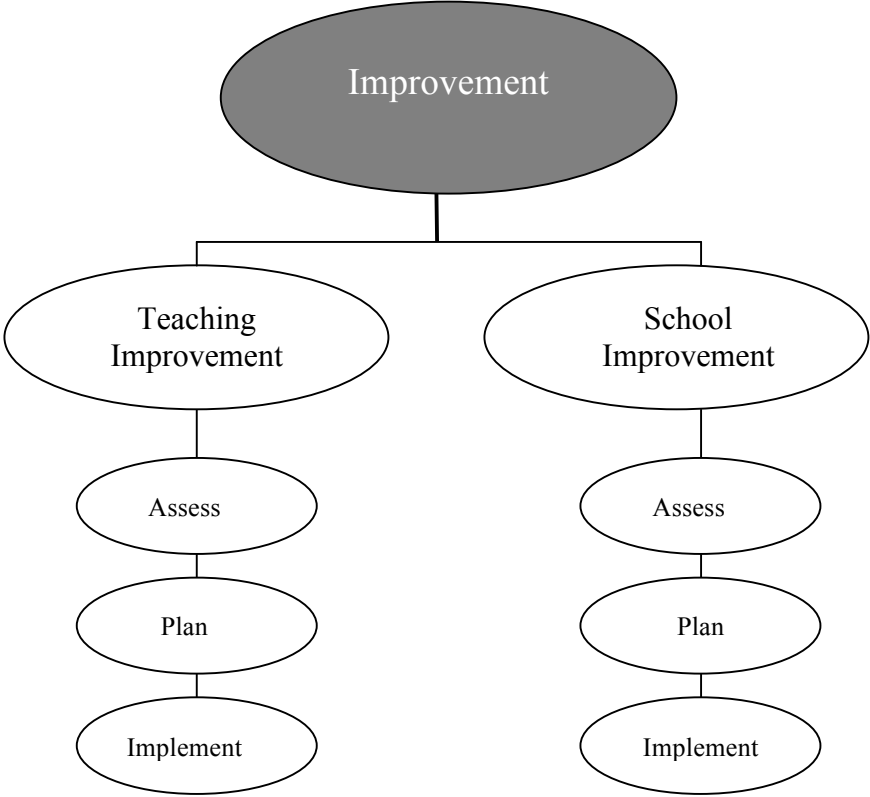 Improvement
Teaching
Improvement
School
Improvement
Assess
Assess
Plan
Plan
Implement
Implement